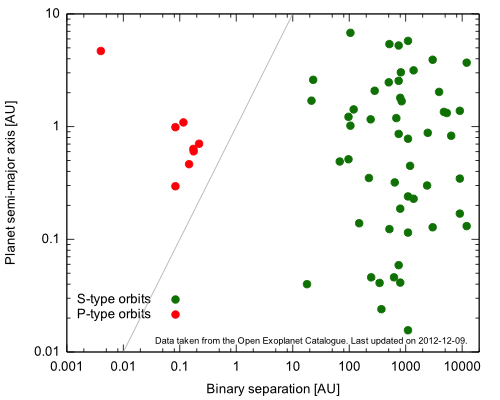 10
1
0.1
0.01
Planet semi-major axis [AU]
S-type orbits
P-type orbits
Data taken from the Open Exoplanet Catalogue. Last updated on 2012-12-09.
0.001 0.01 0.1 1 10 100 1000 10000
Binary separation [AU]